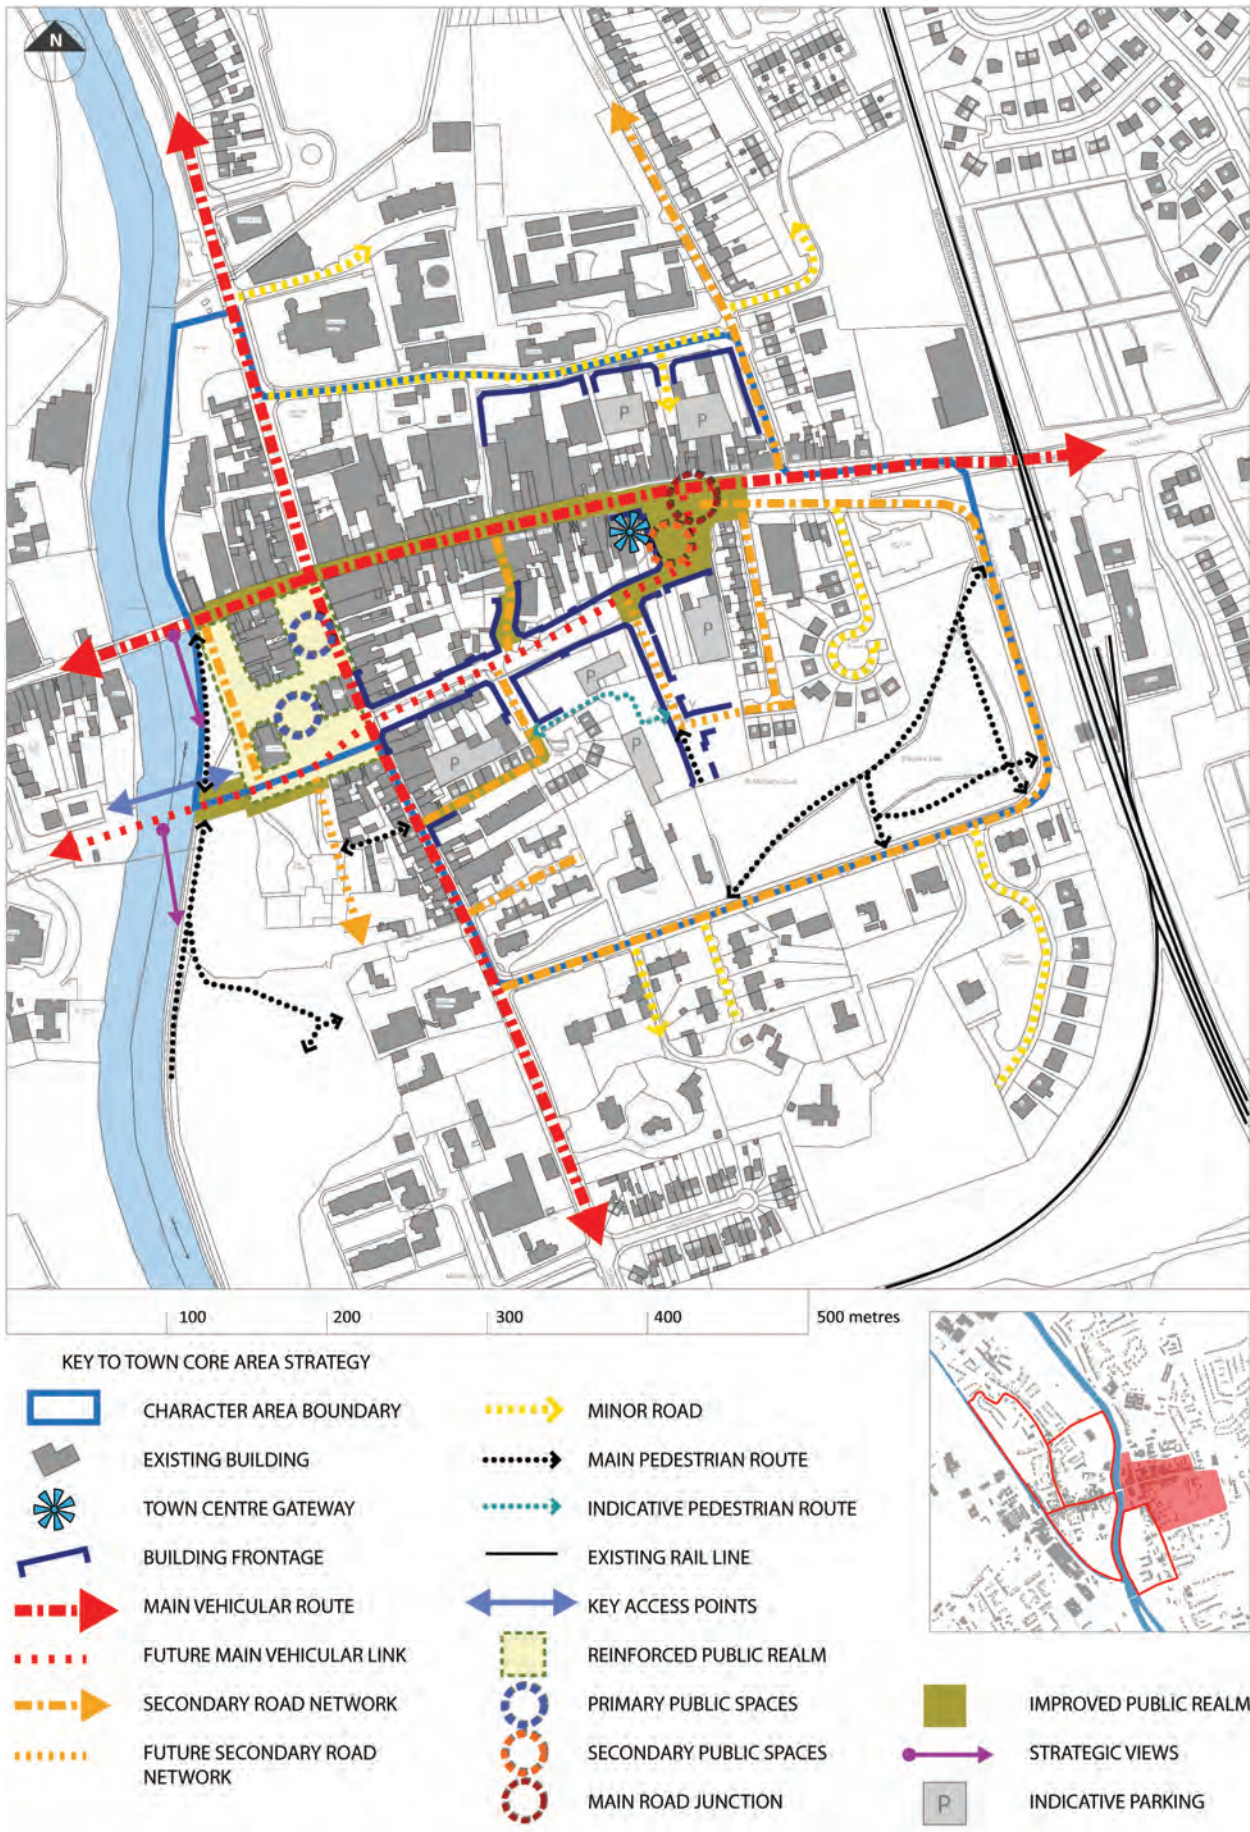 N
P
P
P
P
P
P
100
200
300
400
500 metres
KEY TO TOWN CORE AREA STRATEGY
CHARACTER AREA BOUNDARY
EXISTING BUILDING
TOWN CENTRE GATEWAY
BUILDING FRONTAGE
MAIN VEHICULAR ROUTE
FUTURE MAIN VEHICULAR LINK
SECONDARY ROAD NETWORK
FUTURE SECONDARY ROAD
NETWORK
MINOR ROAD
MAIN PEDESTRIAN ROUTE
INDICATIVE PEDESTRIAN ROUTE
EXISTING RAIL LINE
KEY ACCESS POINTS
REINFORCED PUBLIC REALM
PRIMARY PUBLIC SPACES
SECONDARY PUBLIC SPACES
MAIN ROAD JUNCTION
IMPROVED PUBLIC REALM
STRATEGIC VIEWS
P
INDICATIVE PARKING